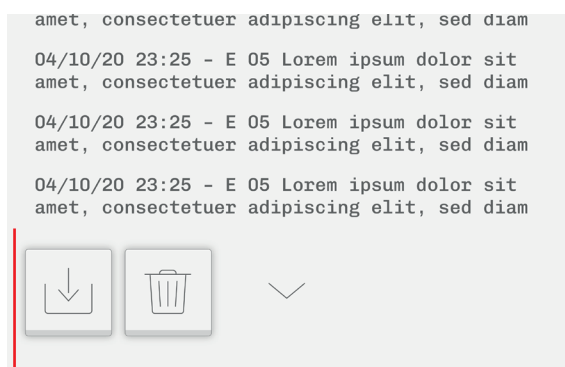 amet, consectetuer adipiscing elit, sed diam
04/10/20 23:25 – E 05 Lorem ipsum dolor sit
amet, consectetuer adipiscing elit, sed diam
04/10/20 23:25 – E 05 Lorem ipsum dolor sit
amet, consectetuer adipiscing elit, sed diam
04/10/20 23:25 – E 05 Lorem ipsum dolor sit
amet, consectetuer adipiscing elit, sed diam